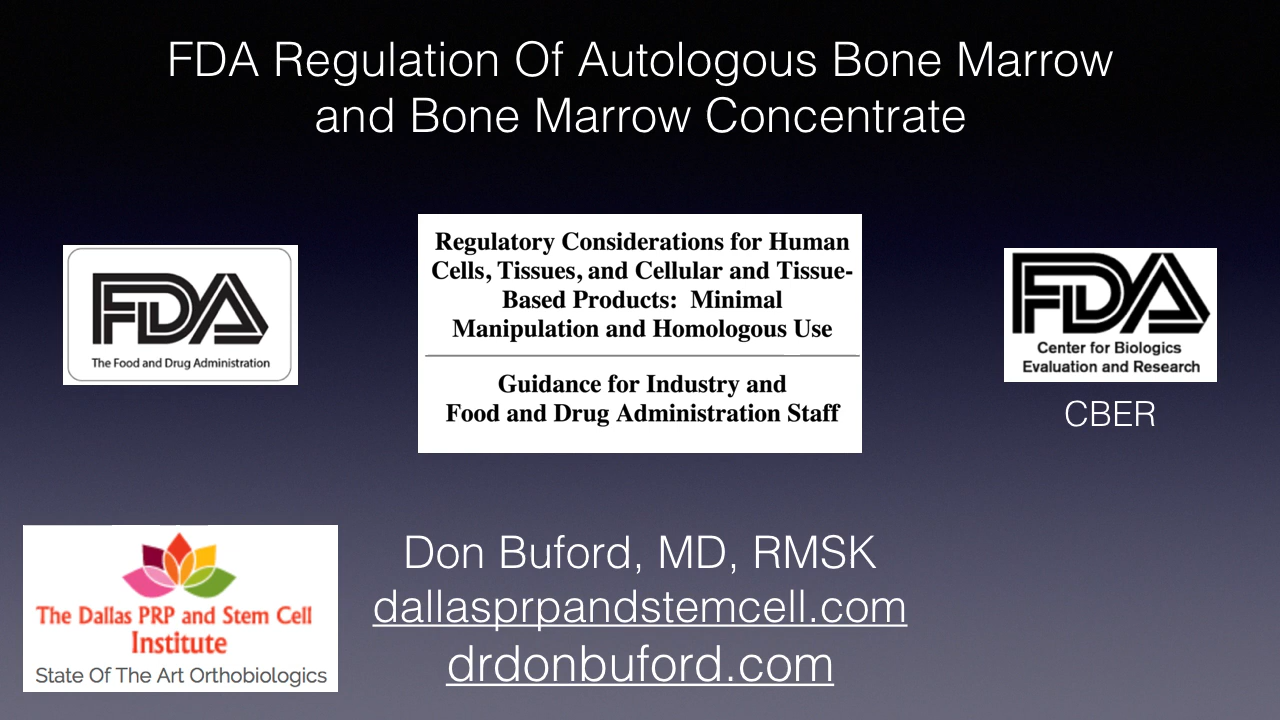 FDA Regulation Of Autologous Bone Marrow
and Bone Marrow Concentrate
FDA
The Food and Drug Administration
Regulatory Considerations for Human
Cells, Tissues, and Cellular and Tissue-
Based Products: Minimal
Manipulation and Homologous Use
Guidance for Industry and
Food and Drug Administration Staff
FDA
Center for Biologics
Evaluation and Research
CBER
The Dallas PRP and Stem Cell
Institute
State Of The Art Orthobiologics
Don Buford, MD, RMSK
dallasprpandstemcell.com
drdonbuford.com